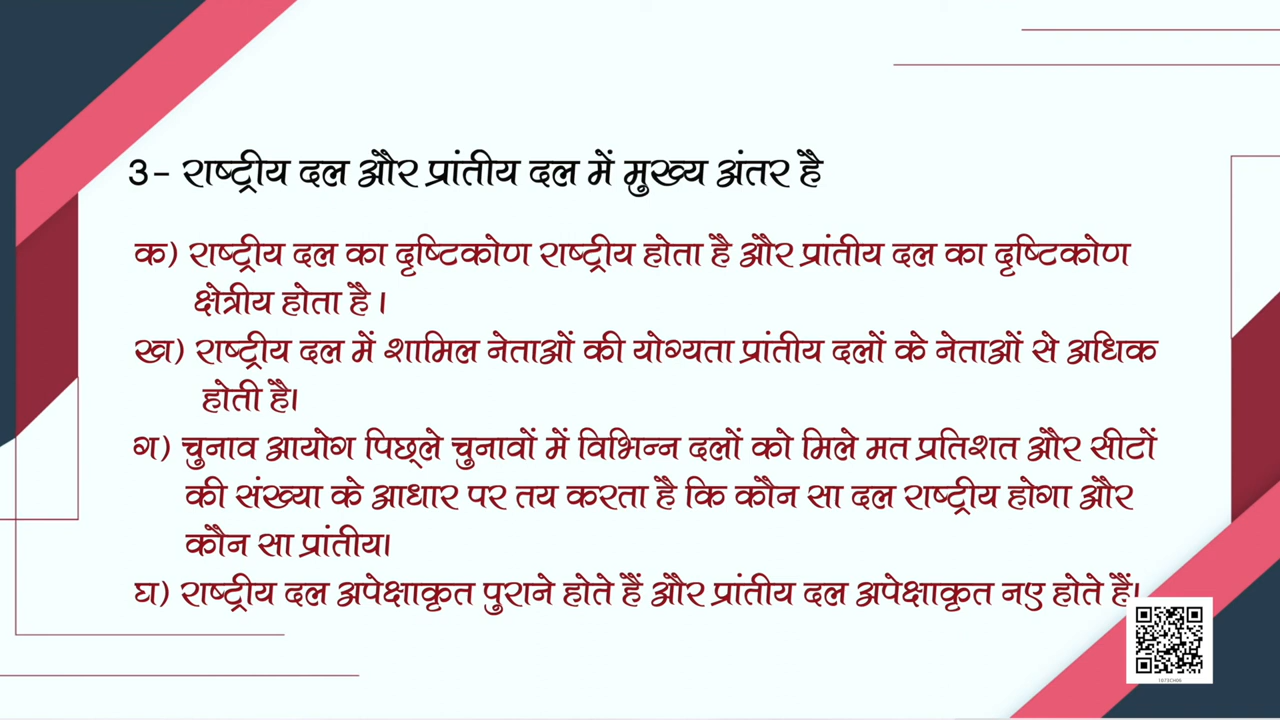 3- राष्ट्रीय दल और प्रांतीय दल में मुख्य अंतर है
क) राष्ट्रीय दल का दृष्टिकोण राष्ट्रीय होता है और प्रांतीय दल का दृष्टिकोण
क्षेत्रीय होता है ।
ख) राष्ट्रीय दल में शामिल नेताओं की योग्यता प्रांतीय दलों के नेताओं से अधिक
होती है।
ग) चुनाव आयोग पिछ्ले चुनावों में विभिन्न दलों को मिले मत प्रतिशत और सीटों
की संख्या के आधार पर तय करता है कि कौन सा दल राष्ट्रीय होगा और
कौन सा प्रांतीय।
घ) राष्ट्रीय दल अपेक्षाकृत पुराने होते हैं और प्रांतीय दल अपेक्षाकृत नए होते हैं।